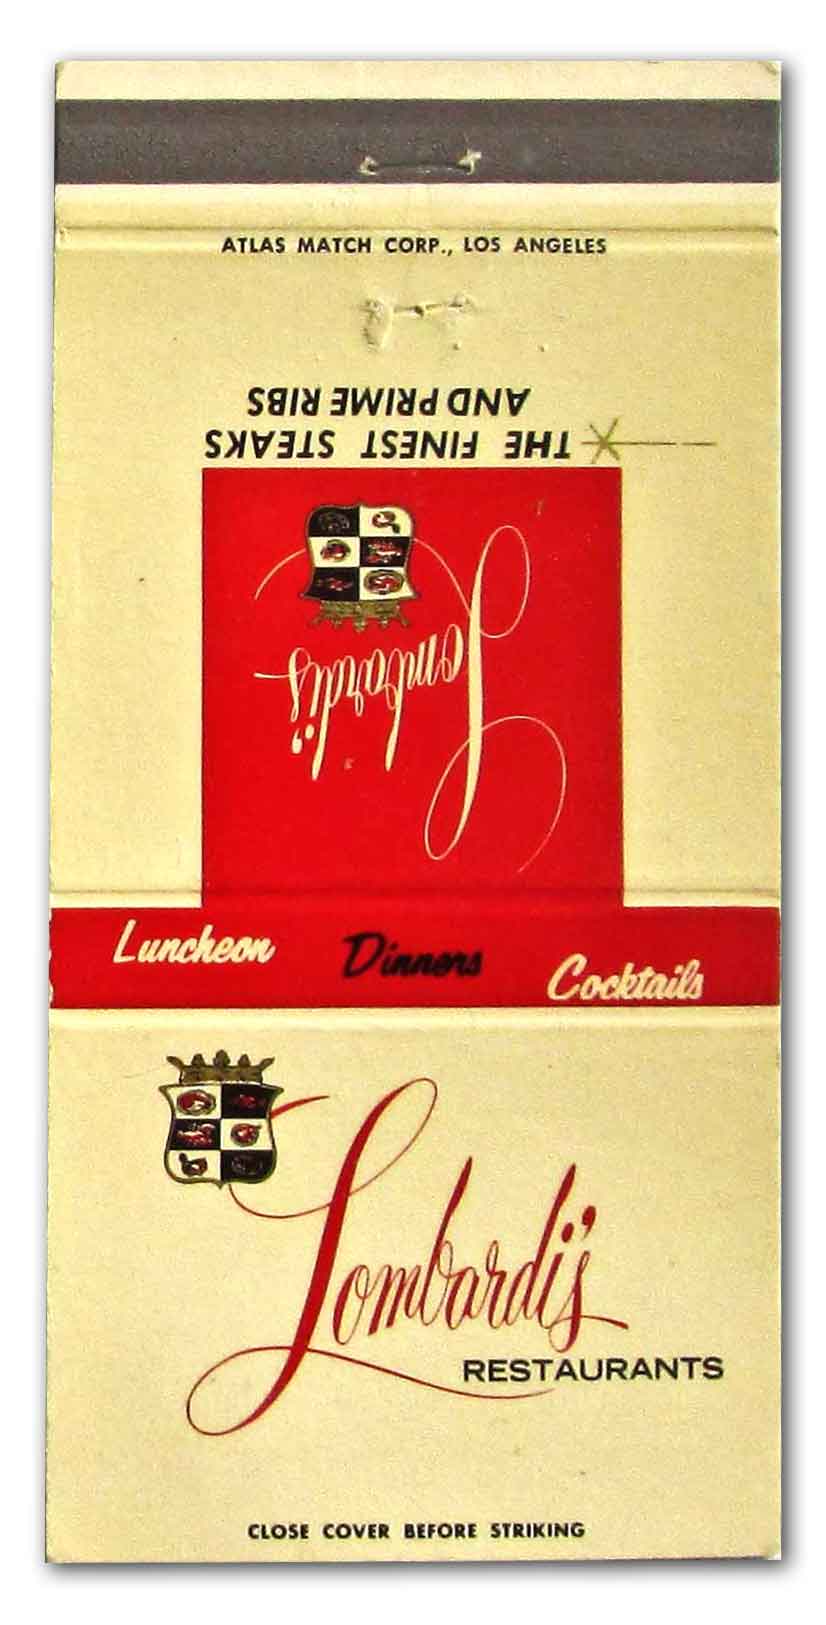 ATLAS MATCH CORP., LOS ANGELES
THE FINEST STEAKS
AND PRIME RIBS
Lombardi's
Luncheon Dinners Cocktails
Lombardi's
RESTAURANTS
CLOSE COVER BEFORE STRIKING